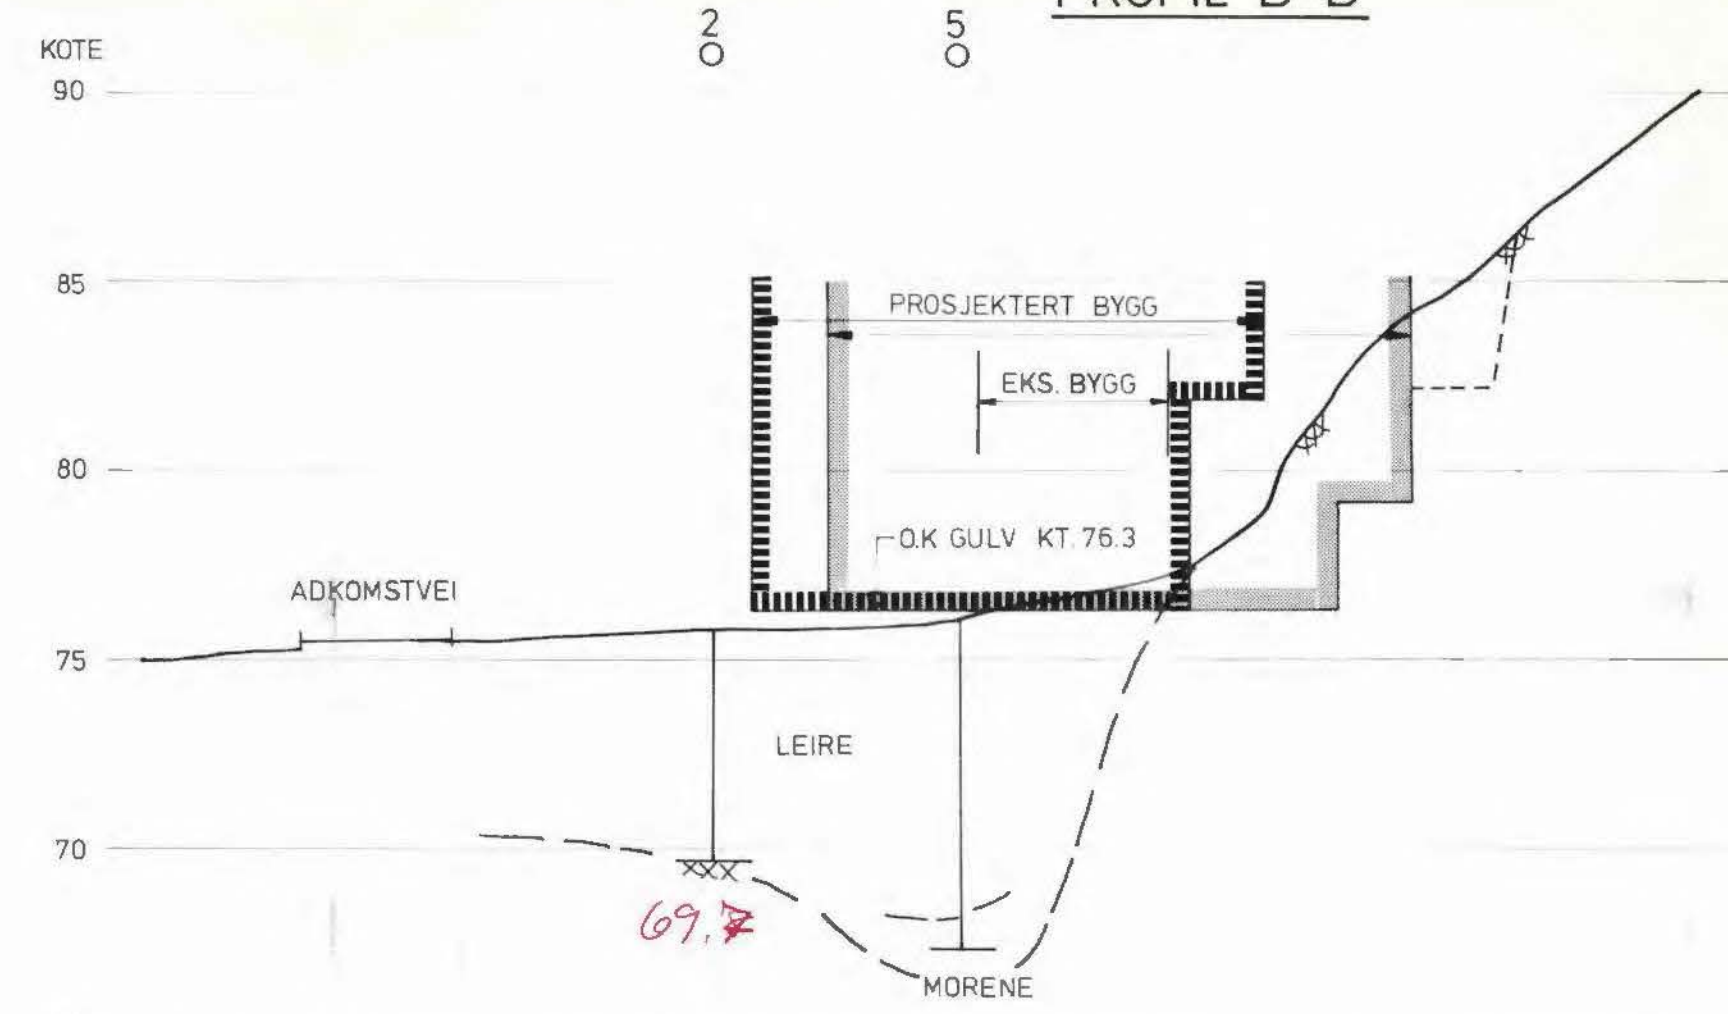 PROFIL B-B
2
5
KOTE
90
85
PROSJEKTERT BYGG
EKS. BYGG
80
O.K GULV KT. 76.3
ADKOMSTVEI
75
LEIRE
70
69.7
MORENE